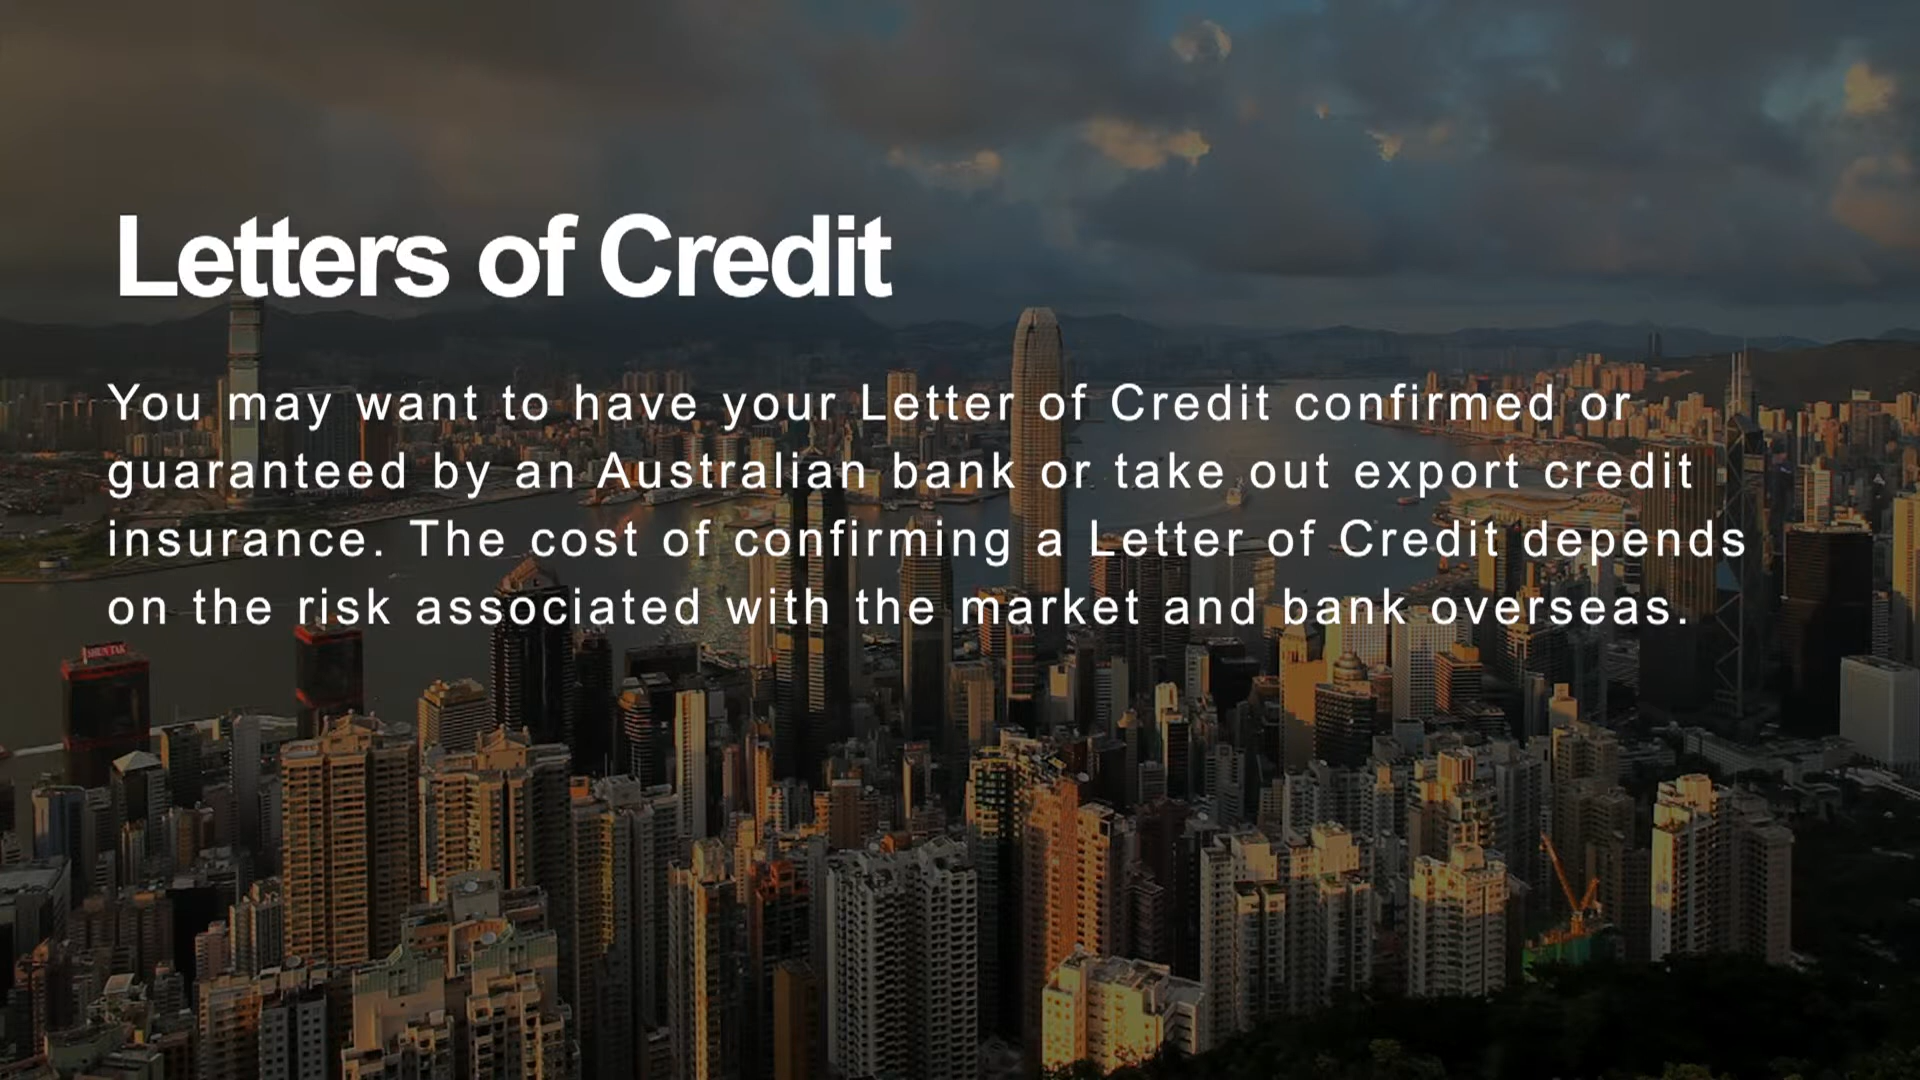 Letters of Credit
You may want to have your Letter of Credit confirmed or
guaranteed by an Australian bank or take out export credit
insurance. The cost of confirming a Letter of Credit depends
on the risk associated with the market and bank overseas.
SHUN TAK